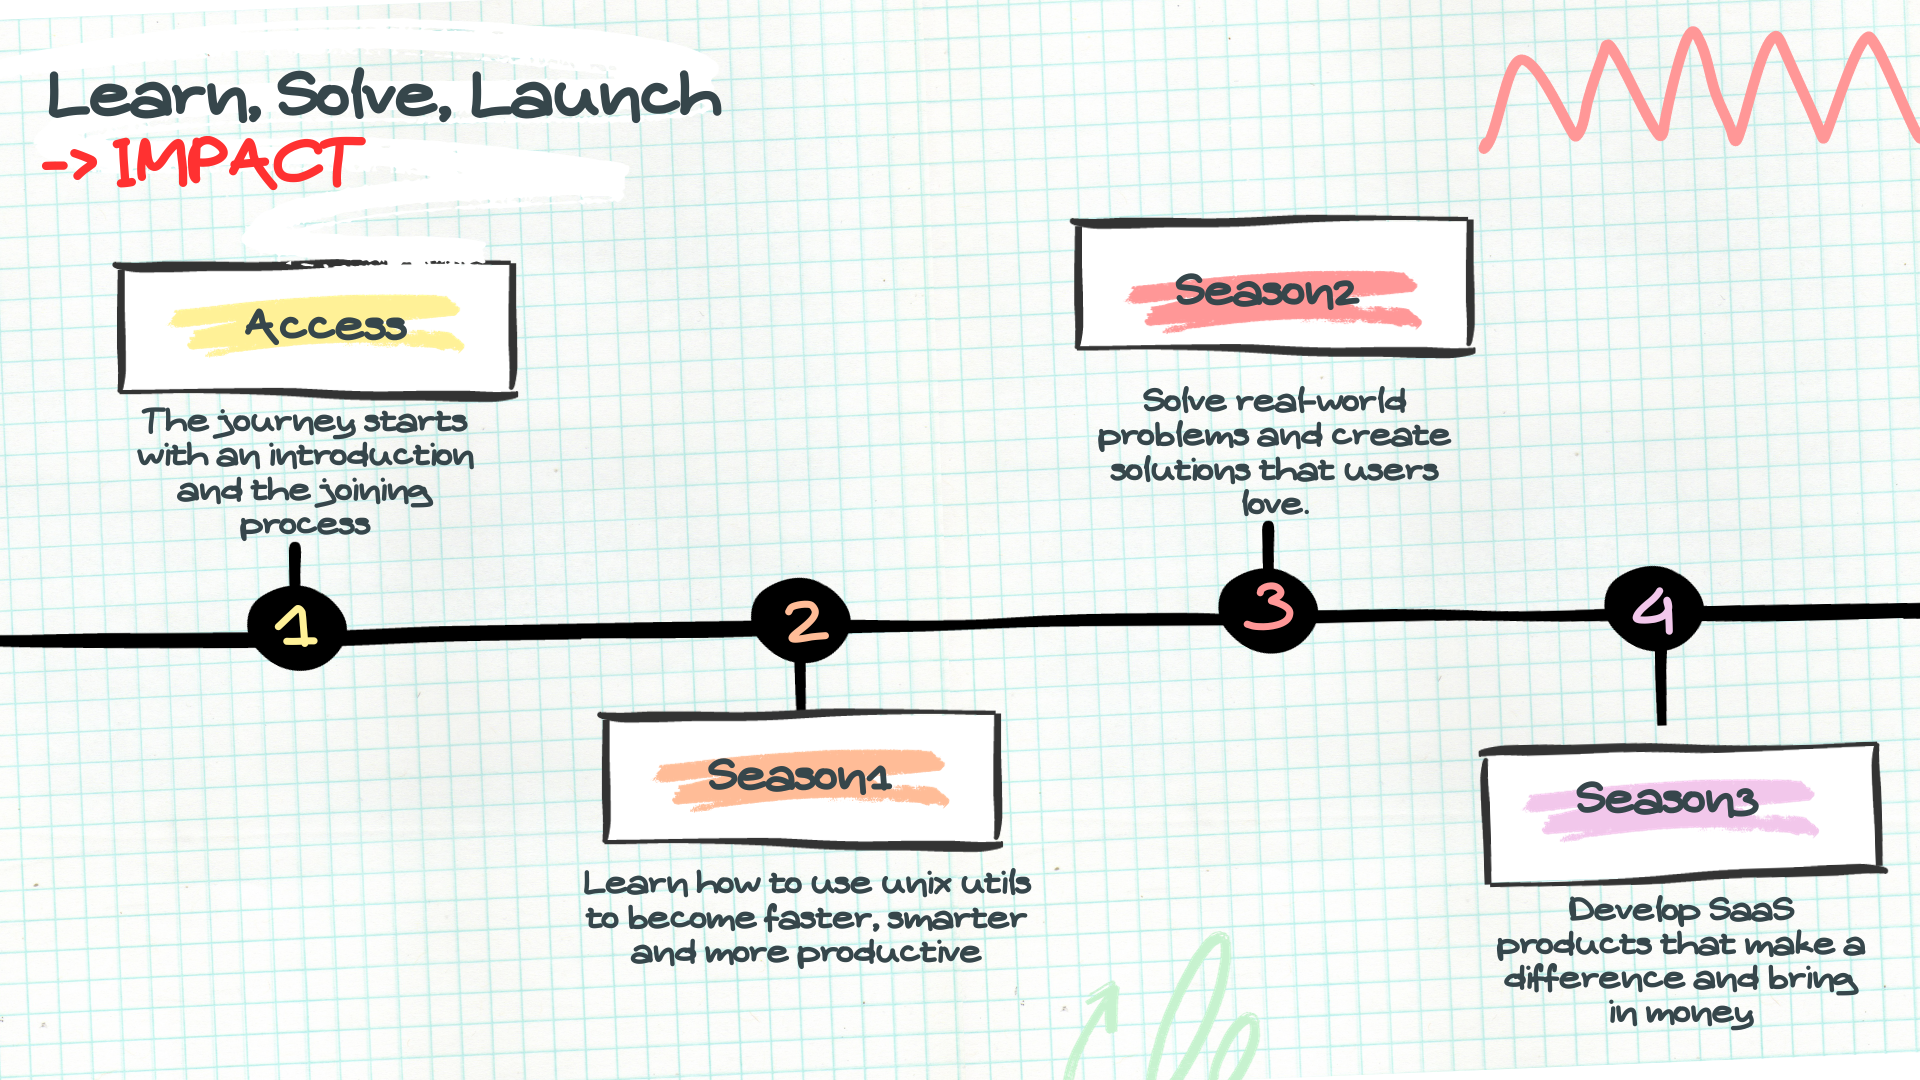 Learn, Solve, Launch
-> IMPACT
Access
The journey starts
with an introduction
and the joining
process
1
2
Season1
Learn how to use unix utils
to become faster, smarter
and more productive
Season2
Solve real-world
problems and create
solutions that users
love.
3
4
Season3
Develop SaaS
products that make a
difference and bring
in money